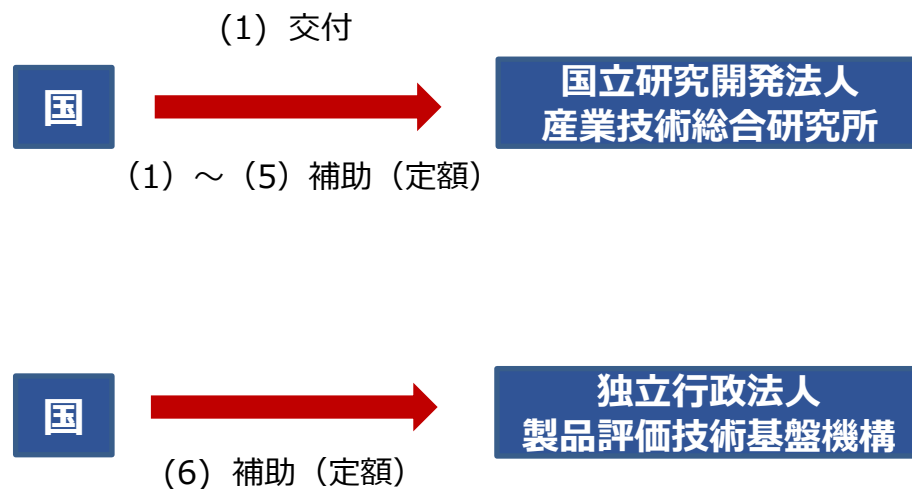 (1) 交付
国
国立研究開発法人
産業技術総合研究所
（1）～（5）補助（定額）
国
独立行政法人
製品評価技術基盤機構
(6) 補助（定額）